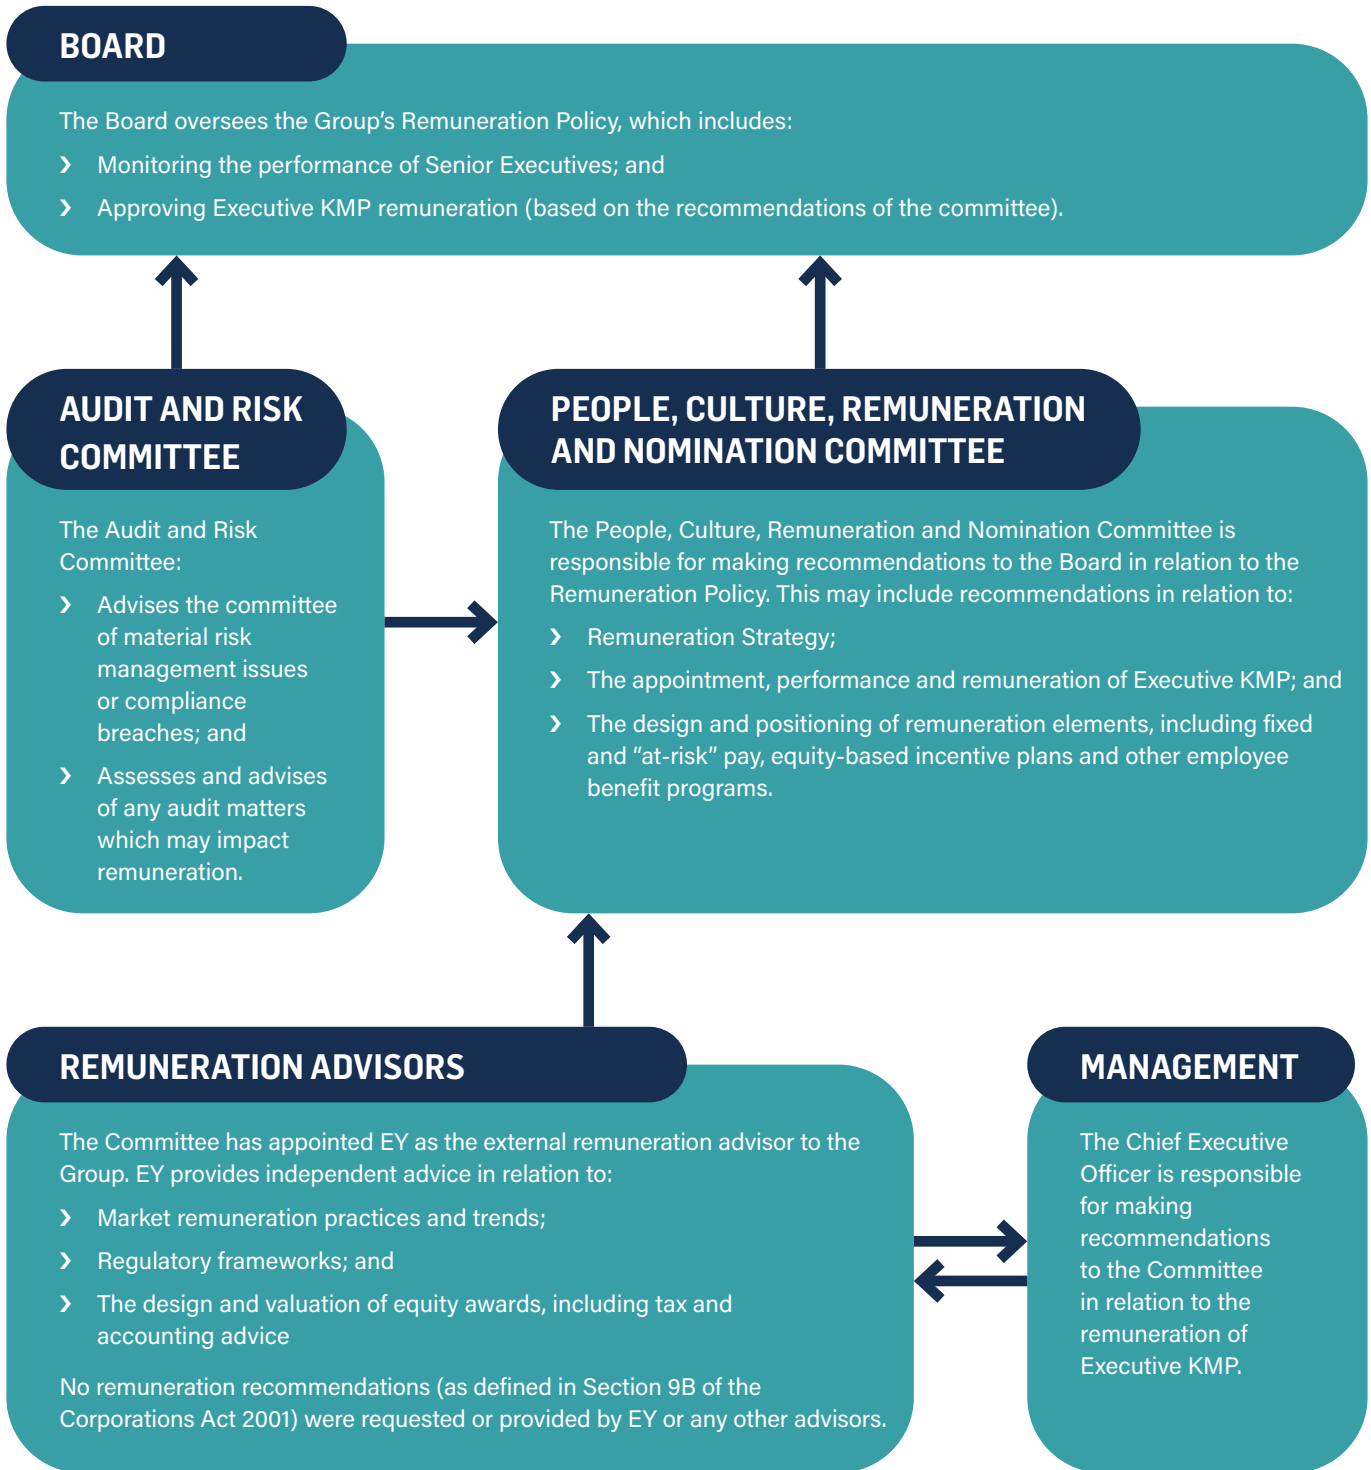 BOARD
The Board oversees the Group's Remuneration Policy, which includes:
❯ Monitoring the performance of Senior Executives; and
❯ Approving Executive KMP remuneration (based on the recommendations of the committee).
AUDIT AND RISK
COMMITTEE
The Audit and Risk
Committee:
❯ Advises the committee
of material risk
management issues
or compliance
breaches; and
❯ Assesses and advises
of any audit matters
which may impact
remuneration.
PEOPLE, CULTURE, REMUNERATION
AND NOMINATION COMMITTEE
The People, Culture, Remuneration and Nomination Committee is
responsible for making recommendations to the Board in relation to the
Remuneration Policy. This may include recommendations in relation to:
❯ Remuneration Strategy;
❯ The appointment, performance and remuneration of Executive KMP; and
❯ The design and positioning of remuneration elements, including fixed
and “at-risk” pay, equity-based incentive plans and other employee
benefit programs.
REMUNERATION ADVISORS
The Committee has appointed EY as the external remuneration advisor to the
Group. EY provides independent advice in relation to:
❯ Market remuneration practices and trends;
❯ Regulatory frameworks; and
❯ The design and valuation of equity awards, including tax and
accounting advice
No remuneration recommendations (as defined in Section 9B of the
Corporations Act 2001) were requested or provided by EY or any other advisors.
MANAGEMENT
The Chief Executive
Officer is responsible
for making
recommendations
to the Committee
in relation to the
remuneration of
Executive KMP.